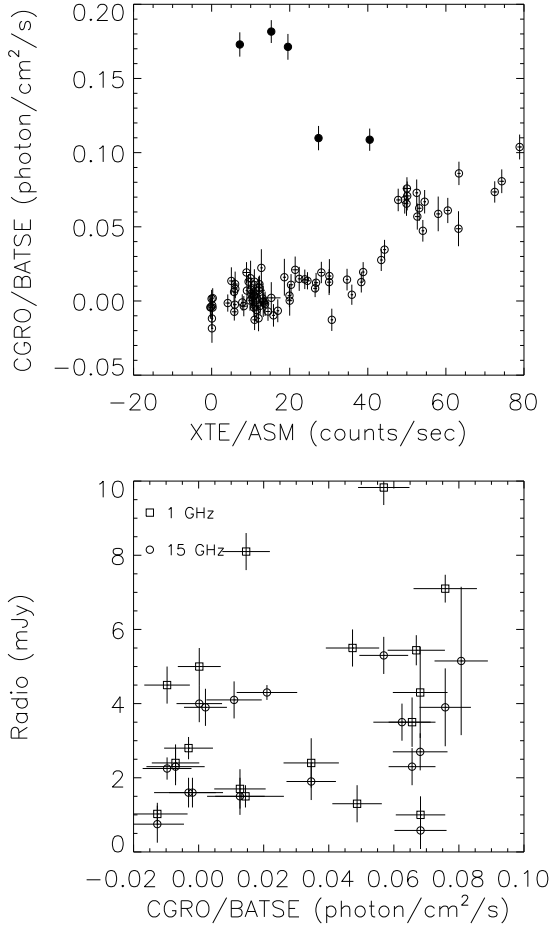 0.20
0.15
0.10
0.05
0.00
−0.05
CGRO/BATSE (photon/cm²/s)
−20 0 20 40 60 80
XTE/ASM (counts/sec)
10
8
6
4
2
0
Radio (mJy)
1 GHz
15 GHz
−0.02 0.00 0.02 0.04 0.06 0.08 0.10
CGRO/BATSE (photon/cm²/s)